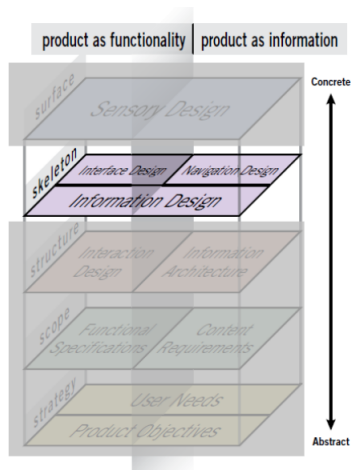 product as functionality product as information
Concrete
surface
Sensory Design
skeleton
Interface Design Navigation Design
Information Design
structure
Interaction Design
Information Architecture
scope
Functional Specifications
Content Requirements
strategy
User Needs
Product Objectives
Abstract